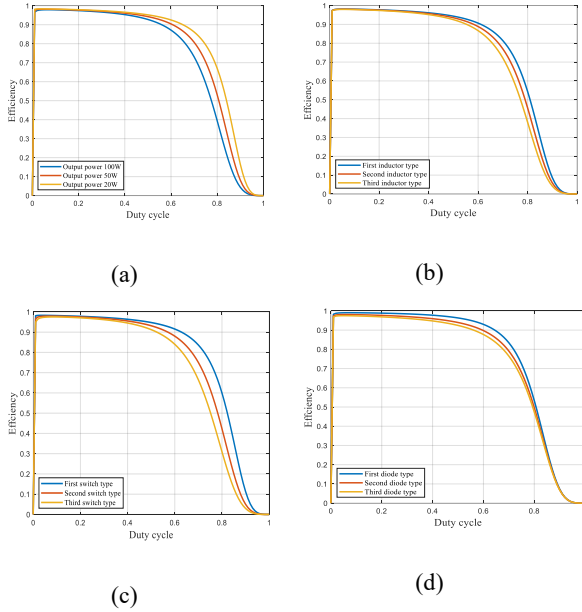 1
0.9
0.8
0.7
0.6
0.5
0.4
0.3
0.2
0.1
0
Efficiency
Output power 100W
Output power 50W
Output power 20W
0 0.2 0.4 0.6 0.8 1
Duty cycle
(a)
1
0.9
0.8
0.7
0.6
0.5
0.4
0.3
0.2
0.1
0
Efficiency
First inductor type
Second inductor type
Third inductor type
0 0.2 0.4 0.6 0.8 1
Duty cycle
(b)
1
0.9
0.8
0.7
0.6
0.5
0.4
0.3
0.2
0.1
0
Efficiency
First switch type
Second switch type
Third switch type
0 0.2 0.4 0.6 0.8 1
Duty cycle
(c)
1
0.9
0.8
0.7
0.6
0.5
0.4
0.3
0.2
0.1
0
Efficiency
First diode type
Second diode type
Third diode type
0 0.2 0.4 0.6 0.8
Duty cycle
(d)